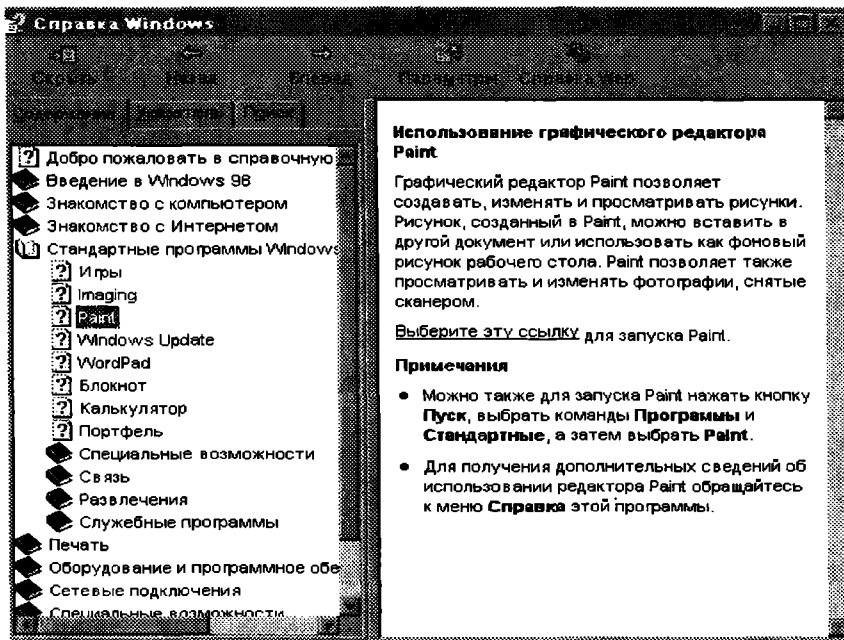 Справка Windows
Скрыть Назад Вперед Параметры Справка Web
Содержание Указатель Поиск
Добро пожаловать в справочную
Введение в Windows 98
Знакомство с компьютером
Знакомство с Интернетом
Стандартные программы Windows
Игры
Imaging
Paint
Windows Update
WordPad
Блокнот
Калькулятор
Портфель
Специальные возможности
Связь
Развлечения
Служебные программы
Печать
Оборудование и программное обе
Сетевые подключения
Специальные возможности
Использование графического редактора
Paint
Графический редактор Paint позволяет
создавать, изменять и просматривать рисунки.
Рисунок, созданный в Paint, можно вставить в
другой документ или использовать как фоновый
рисунок рабочего стола. Paint позволяет также
просматривать и изменять фотографии, снятые
сканером.
Выберите эту ссылку для запуска Paint.
Примечания
• Можно также для запуска Paint нажать кнопку
Пуск, выбрать команды Программы и
Стандартные, а затем выбрать Paint.
• Для получения дополнительных сведений об
использовании редактора Paint обращайтесь
к меню Справка этой программы.